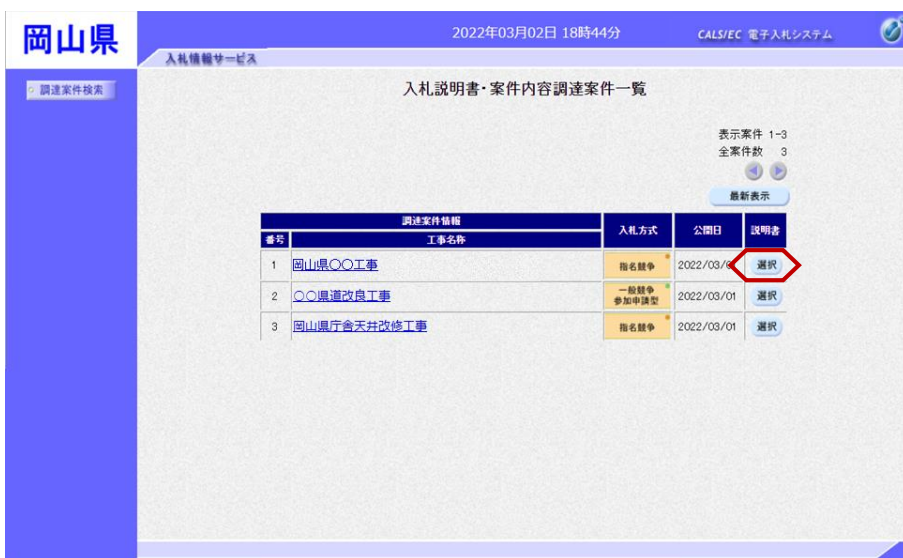 岡山県
2022年03月02日 18時44分
CALS/EC 電子入札システム
入札情報サービス
調達案件検索
入札説明書・案件内容調達案件一覧
表示案件 1-3
全案件数 3
最新表示
調達案件情報 入札方式 公開日 説明書
番号 工事名称
1 岡山県〇〇工事 指名競争 2022/03/0 選択
2 〇〇県道改良工事 一般競争 参加申請型 2022/03/01 選択
3 岡山県庁舎天井改修工事 指名競争 2022/03/01 選択